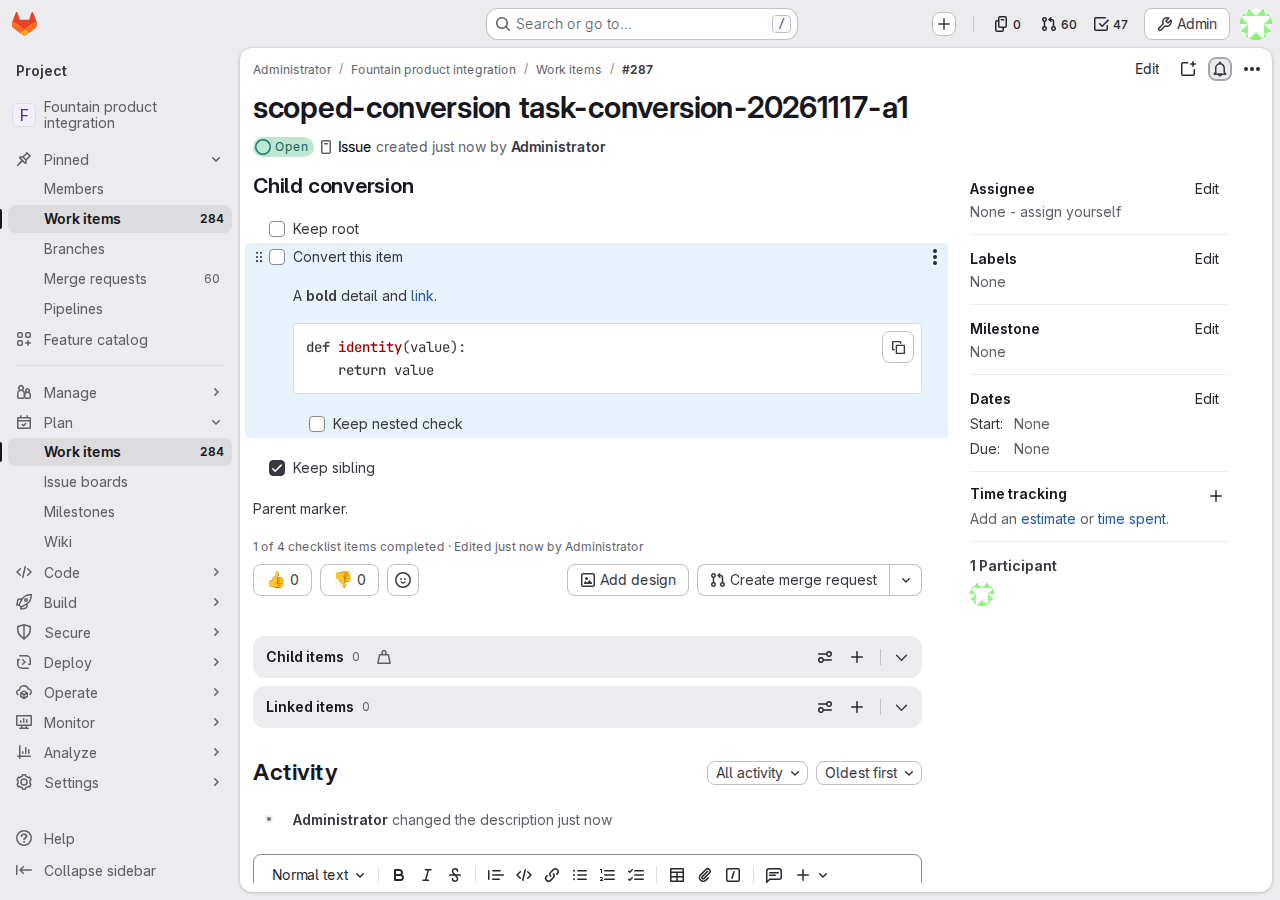 Search or go to...
/
0
60
47
Admin
Project
F
Fountain product integration
Pinned
Members
Work items 284
Branches
Merge requests 60
Pipelines
Feature catalog
Manage
Plan
Work items 284
Issue boards
Milestones
Wiki
Code
Build
Secure
Deploy
Operate
Monitor
Analyze
Settings
Help
Collapse sidebar
Administrator / Fountain product integration / Work items / #287
Edit
scoped-conversion task-conversion-20261117-a1
Open Issue created just now by Administrator
Child conversion
Keep root
Convert this item
A bold detail and link.
def identity(value):
return value
Keep nested check
Keep sibling
Parent marker.
1 of 4 checklist items completed · Edited just now by Administrator
👍 0
👎 0
Add design
Create merge request
Child items 0
Linked items 0
Activity
All activity
Oldest first
Administrator changed the description just now
Normal text
Assignee
Edit
None - assign yourself
Labels
Edit
None
Milestone
Edit
None
Dates
Edit
Start: None
Due: None
Time tracking
Add an estimate or time spent.
1 Participant